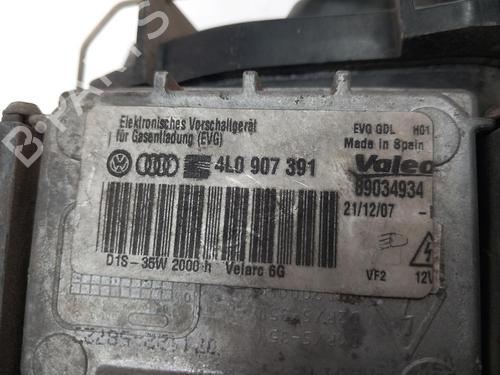 Elektronisches Vorschaltgerät
für Gasentladung (EVG)
4L0 907 391
D1S-35W 2000 h Velarc 6G
EVG GDL H01
Made in Spain
Valeo
89034934
21/12/07
VF2 12V